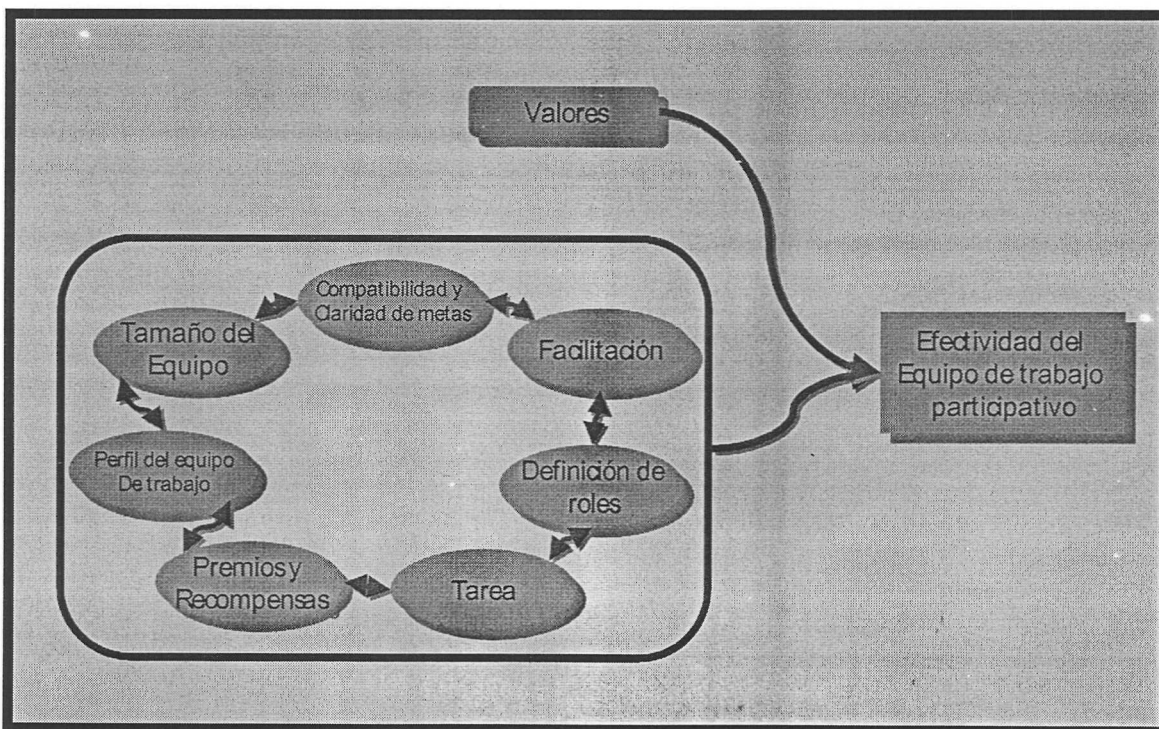 Valores
Compatibilidad y
Claridad de metas
Tamaño del
Equipo
Facilitación
Efectividad del
Equipo de trabajo
participativo
Perfil del equipo
De trabajo
Definición de
roles
Premios y
Recompensas
Tarea